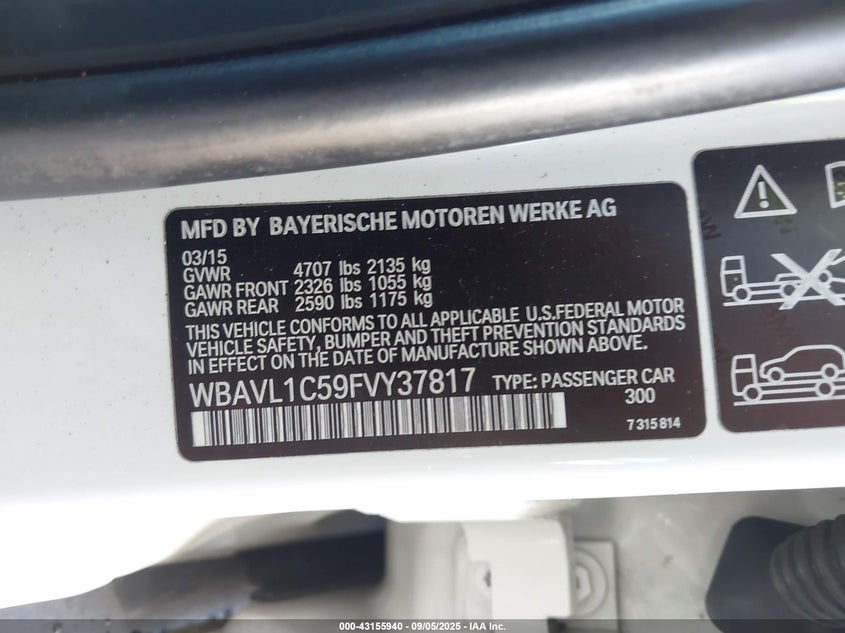 MFD BY BAYERISCHE MOTOREN WERKE AG
03/15
GVWR 4707 lbs 2135 kg
GAWR FRONT 2326 lbs 1055 kg
GAWR REAR 2590 lbs 1175 kg
THIS VEHICLE CONFORMS TO ALL APPLICABLE U.S.FEDERAL MOTOR
VEHICLE SAFETY, BUMPER AND THEFT PREVENTION STANDARDS
IN EFFECT ON THE DATE OF MANUFACTURE SHOWN ABOVE.
WBAVL1C59FVY37817 TYPE: PASSENGER CAR
300
7 315 814
000-43155940 - 09/05/2025 - IAA Inc.